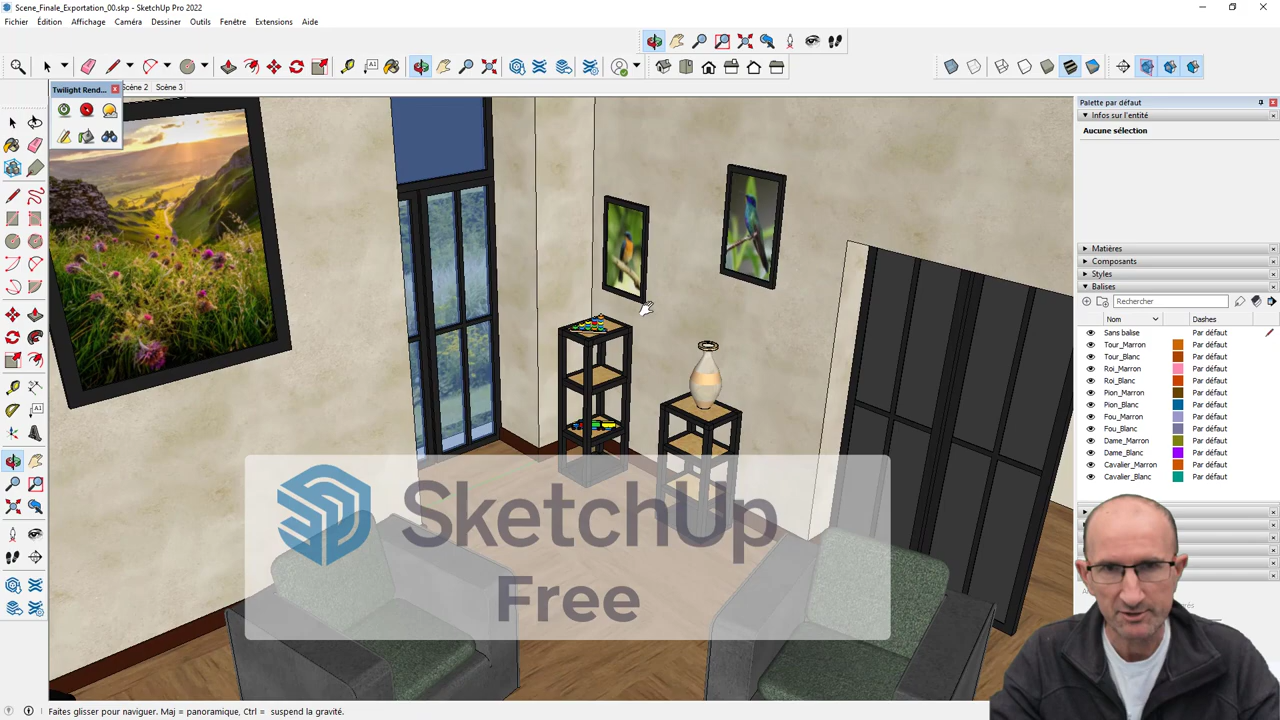 Scene_Finale_Exportation_00.skp - SketchUp Pro 2022
Fichier Édition Affichage Caméra Dessiner Outils Fenêtre Extensions Aide
Twilight Rend...
cène 2 Scène 3
Palette par défaut
Infos sur l'entité
Aucune sélection
Matières
Composants
Styles
Balises
Rechercher
Nom Dashes
Sans balise Par défaut
Tour_Marron Par défaut
Tour_Blanc Par défaut
Roi_Marron Par défaut
Roi_Blanc Par défaut
Pion_Marron Par défaut
Pion_Blanc Par défaut
Fou_Marron Par défaut
Fou_Blanc Par défaut
Dame_Marron Par défaut
Dame_Blanc Par défaut
Cavalier_Marron Par défaut
Cavalier_Blanc Par défaut
SketchUp
Free
Faites glisser pour naviguer. Maj = panoramique, Ctrl = suspend la gravité.